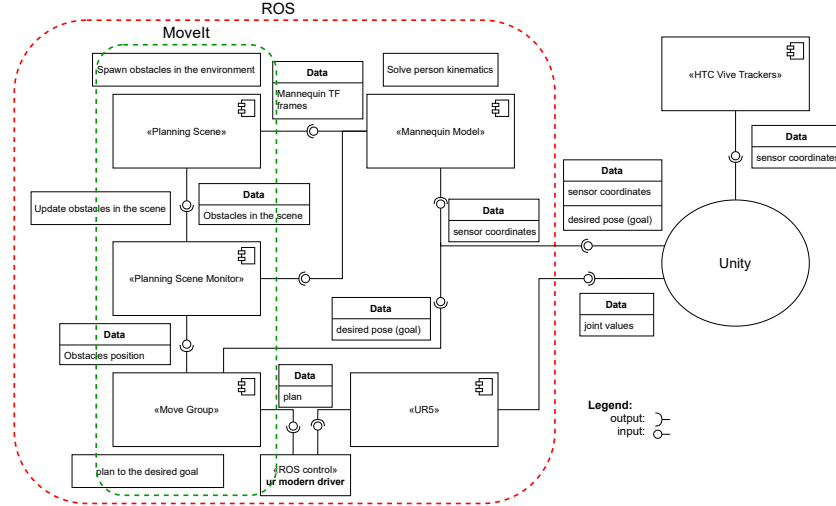 ROS
MoveIt
Spawn obstacles in the environment
Data
Mannequin TF
frames
Solve person kinematics
«HTC Vive Trackers»
«Planning Scene»
«Mannequin Model»
Data
sensor coordinates
Data
sensor coordinates
desired pose (goal)
Update obstacles in the scene
Data
Obstacles in the scene
Data
sensor coordinates
Unity
«Planning Scene Monitor»
Data
desired pose (goal)
Data
joint values
Data
Obstacles position
Data
plan
«Move Group»
«UR5»
Legend:
output:
input:
plan to the desired goal
«ROS control»
ur modern driver